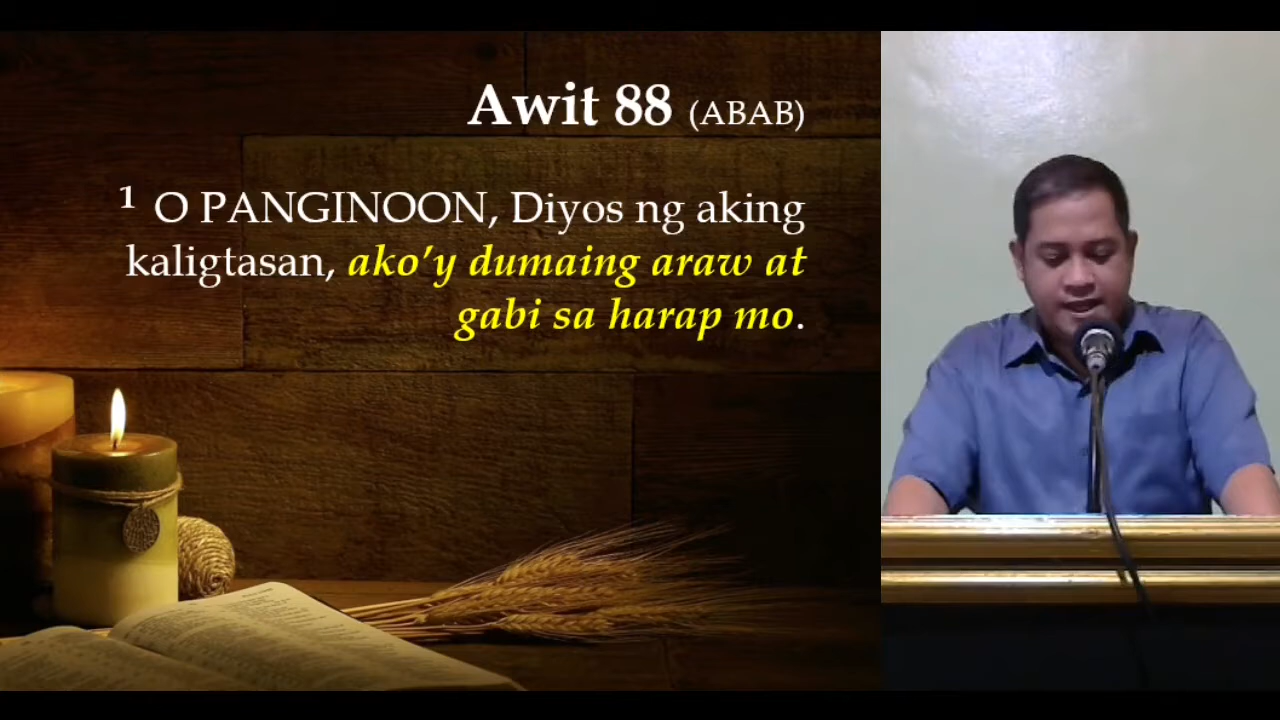 Awit 88 (ABAB)
¹ O PANGINOON, Diyos ng aking
kaligtasan, ako’y dumaing araw at
gabi sa harap mo.